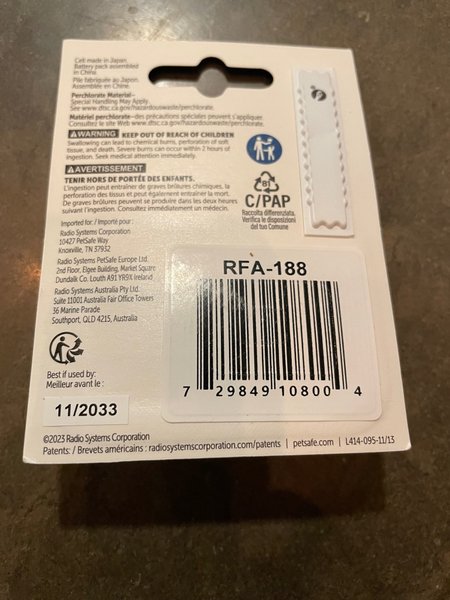 Cell made in Japan.
Battery pack assembled
in China.
Pile fabriquée au Japon.
Assemblée en Chine.
Perchlorate Material–
Special Handling May Apply.
See www.dtsc.ca.gov/hazardouswaste/perchlorate.
Matériel perchlorate –des précautions spéciales peuvent s'appliquer.
Consultez le site Web www.dtsc.ca.gov/hazardouswaste/perchlorate.
WARNING KEEP OUT OF REACH OF CHILDREN
Swallowing can lead to chemical burns, perforation of soft
tissue, and death. Severe burns can occur within 2 hours of
ingestion. Seek medical attention immediately.
AVERTISSEMENT
TENIR HORS DE PORTÉE DES ENFANTS.
L'ingestion peut entraîner de graves brûlures chimiques, la
perforation des tissus mous et peut également entraîner la mort.
De graves brûlures peuvent se produire dans les deux heures
suivant l'ingestion. Consultez immédiatement un médecin.
81
C/PAP
Raccolta differenziata.
Verifica le disposizioni
del tuo Comune
Imported for: / Importé pour :
Radio Systems Corporation
10427 PetSafe Way
Knoxville, TN 37932
Radio Systems PetSafe Europe Ltd.
2nd Floor, Elgee Building, Market Square
Dundalk Co. Louth A91 YR9X Ireland
Radio Systems Australia Pty Ltd.
Suite 11001 Australia Fair Office Towers
36 Marine Parade
Southport, QLD 4215, Australia
RFA-188
7 29849 10800 4
Best if used by:
Meilleur avant le :
11/2033
©2023 Radio Systems Corporation
Patents: / Brevets américains : radiosystemscorporation.com/patents | petsafe.com | L414-095-11/13